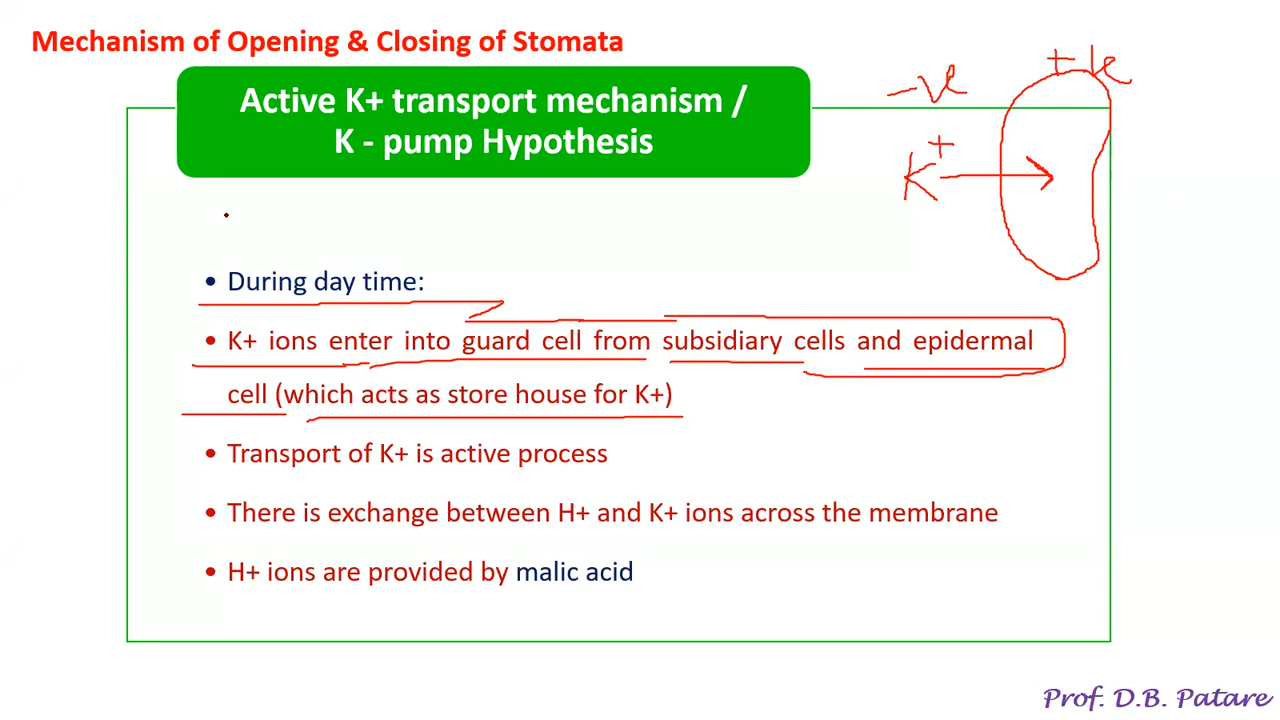 Mechanism of Opening & Closing of Stomata
Active K+ transport mechanism /
K - pump Hypothesis
-ve
+ve
K+
• During day time:
• K+ ions enter into guard cell from subsidiary cells and epidermal
cell (which acts as store house for K+)
• Transport of K+ is active process
• There is exchange between H+ and K+ ions across the membrane
• H+ ions are provided by malic acid
Prof. D.B. Patare